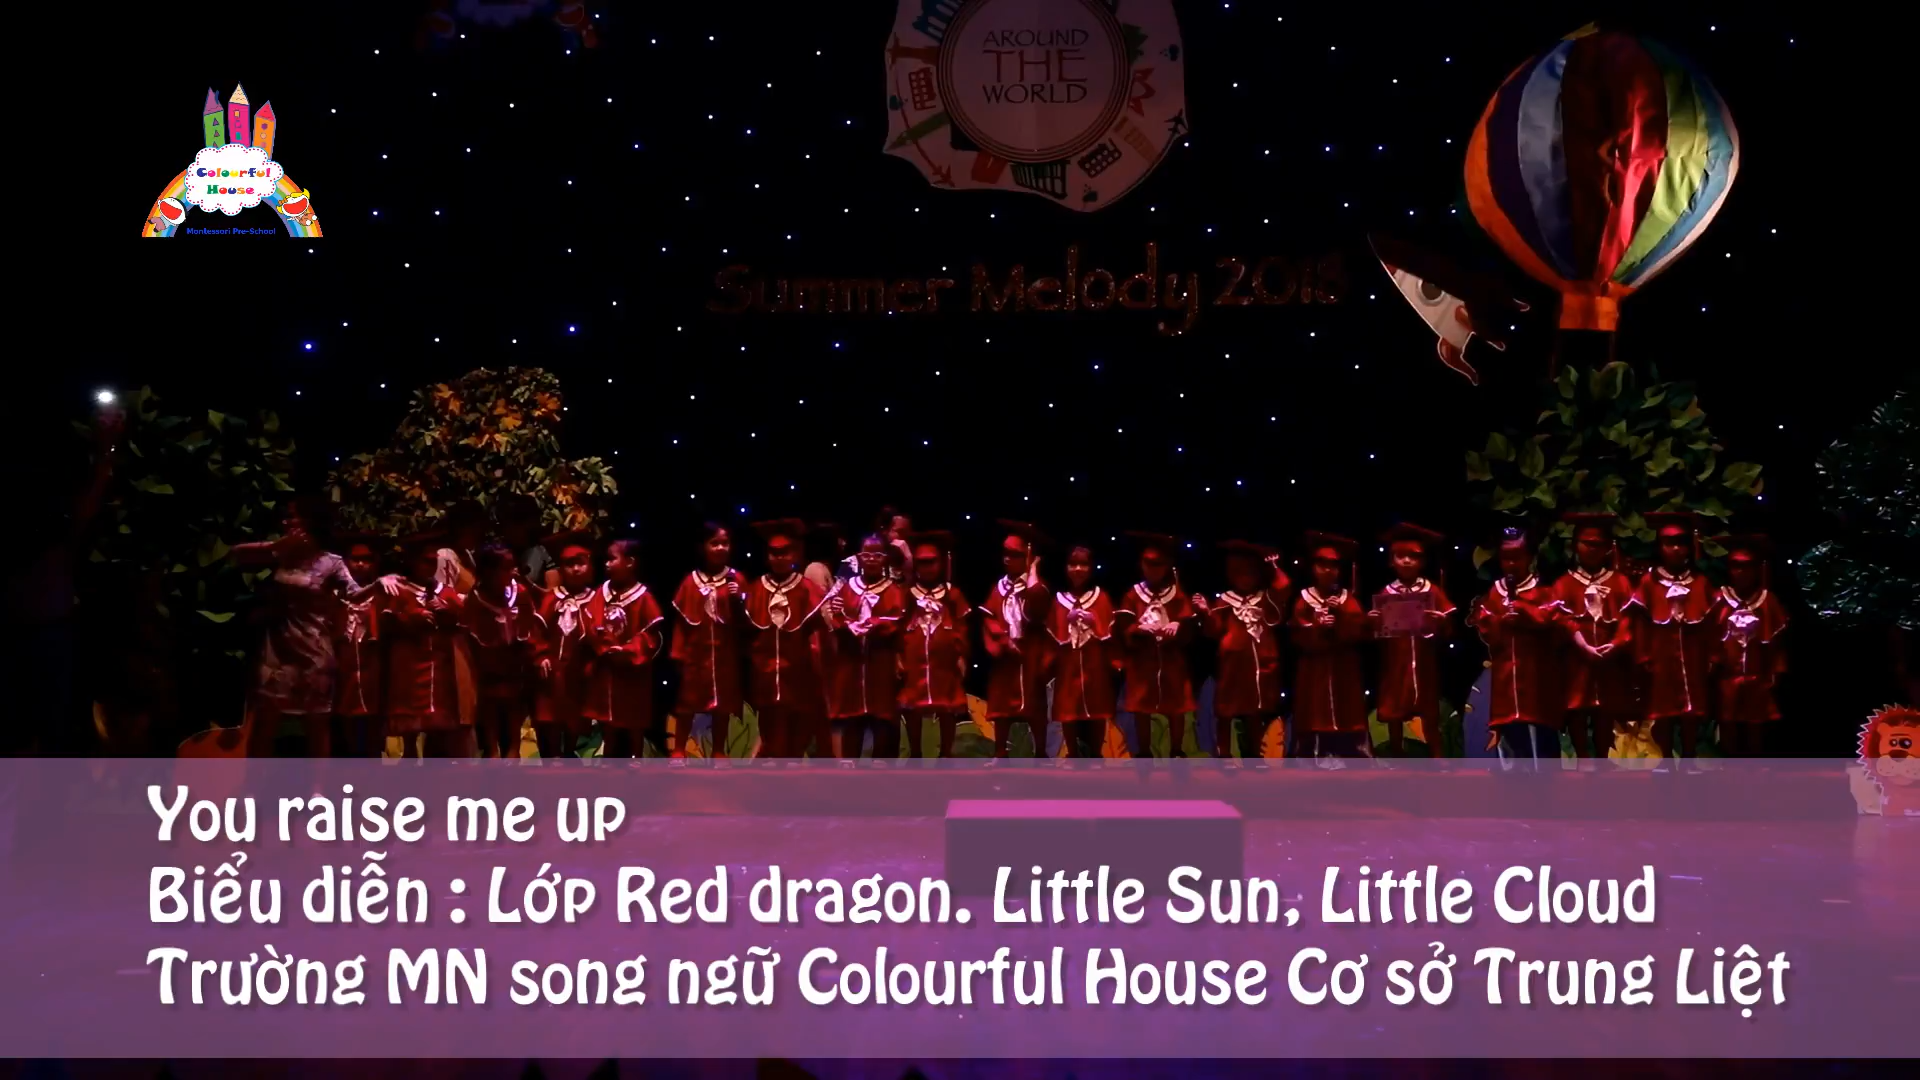 AROUND
THE
WORLD
Colourful
House
Montessori Pre-School
Summer Melody 2018
You raise me up
Biểu diễn : Lớp Red dragon. Little Sun, Little Cloud
Trường MN song ngữ Colourful House Cơ sở Trung Liệt